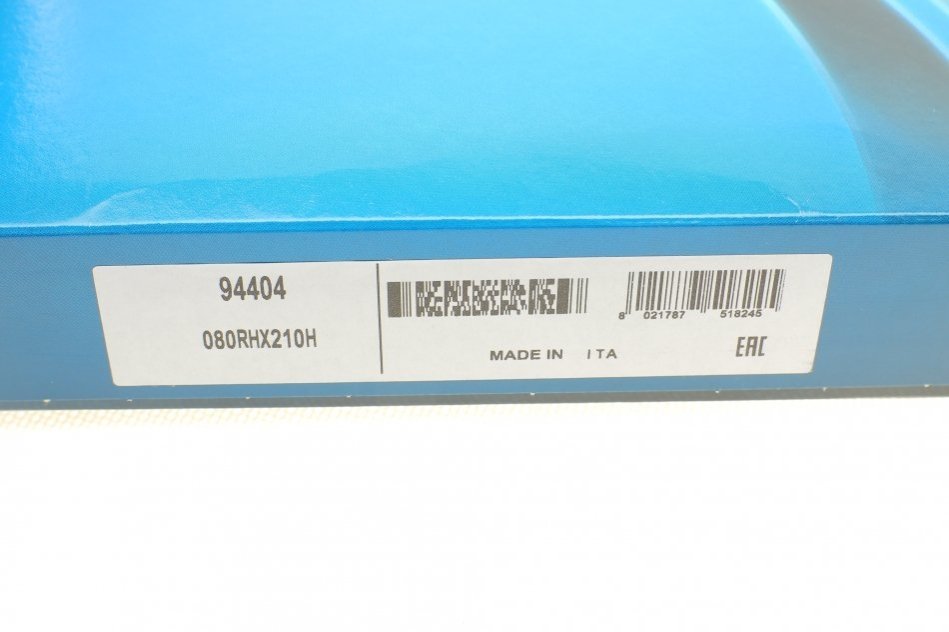 94404
080RHX210H
8 021787 518245
MADE IN ITA
EAC